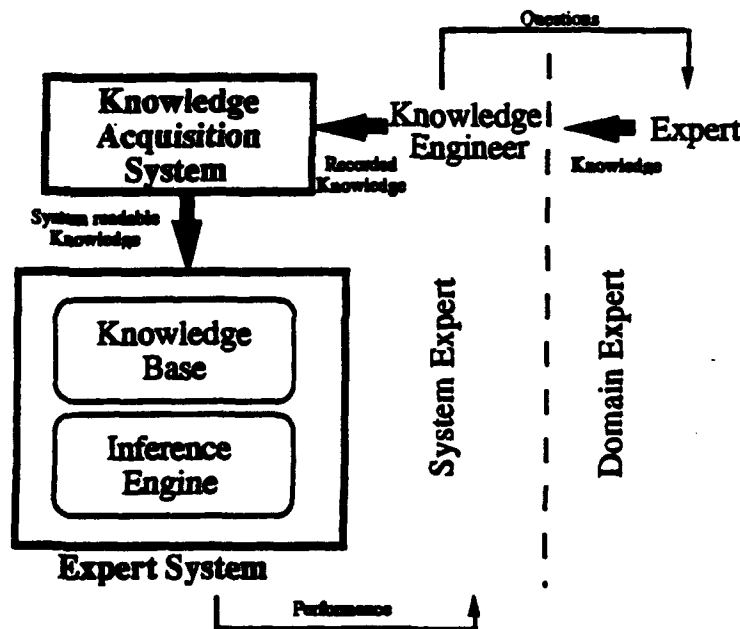 Questions
Knowledge
Acquisition
System
Knowledge
Engineer
Expert
Recorded
Knowledge
Knowledge
System readable
Knowledge
Knowledge
Base
Inference
Engine
System Expert
Domain Expert
Expert System
Performance